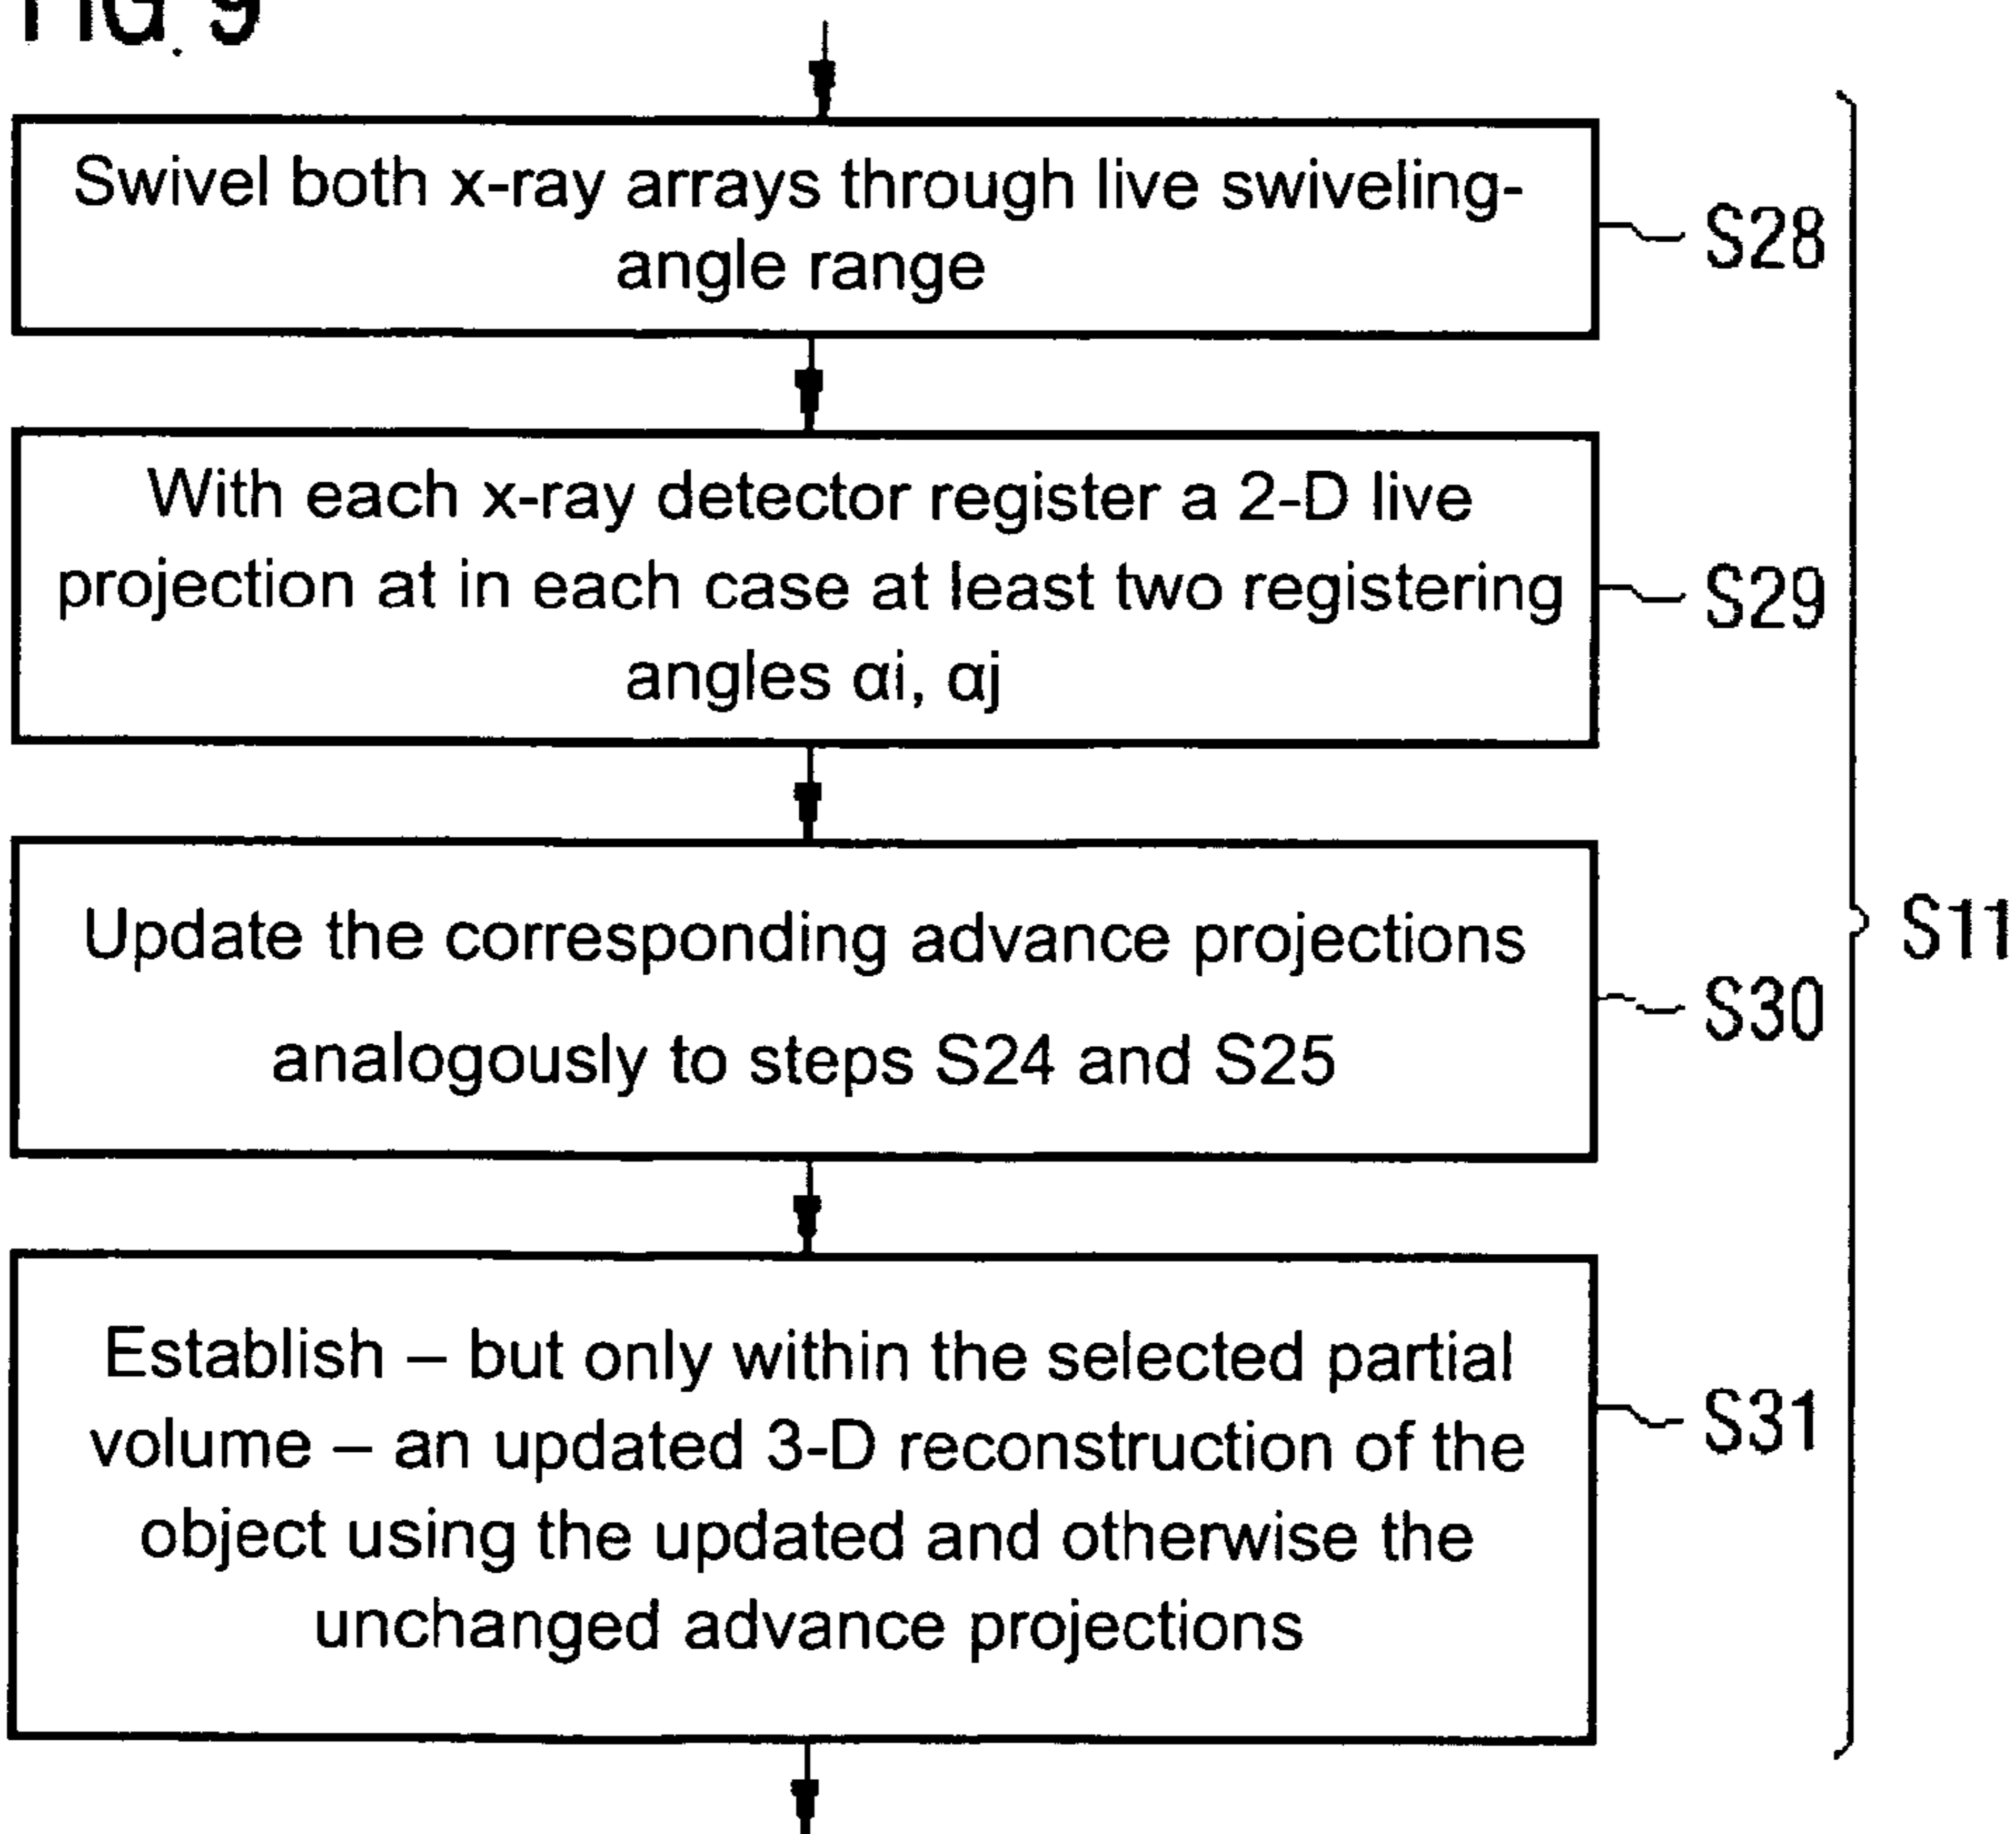 FIG. 9
Swivel both x-ray arrays through live swiveling-
angle range
S28
With each x-ray detector register a 2-D live
projection at in each case at least two registering
angles αi, αj
S29
Update the corresponding advance projections
analogously to steps S24 and S25
S30
S11
Establish – but only within the selected partial
volume – an updated 3-D reconstruction of the
object using the updated and otherwise the
unchanged advance projections
S31